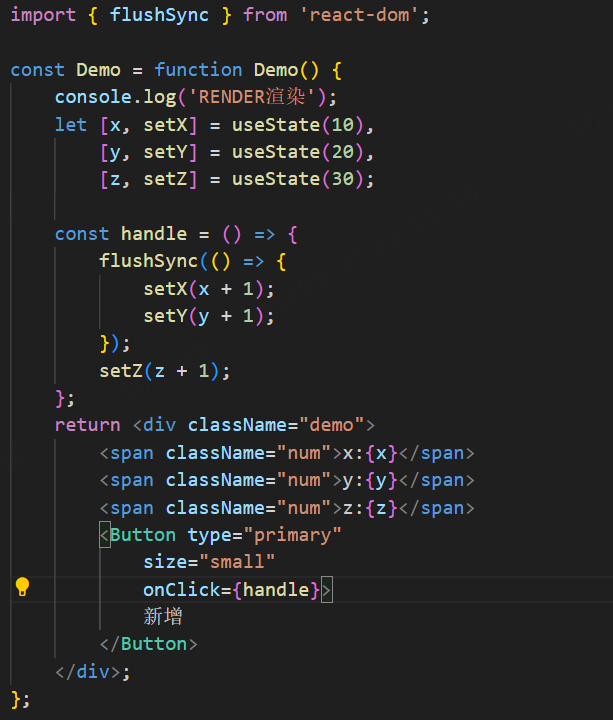 import { flushSync } from 'react-dom';
const Demo = function Demo() {
console.log('RENDER渲染');
let [x, setX] = useState(10),
[y, setY] = useState(20),
[z, setZ] = useState(30);
const handle = () => {
flushSync(() => {
setX(x + 1);
setY(y + 1);
});
setZ(z + 1);
};
return <div className="demo">
<span className="num">x:{x}</span>
<span className="num">y:{y}</span>
<span className="num">z:{z}</span>
<Button type="primary"
size="small"
onClick={handle}>
新增
</Button>
</div>;
};